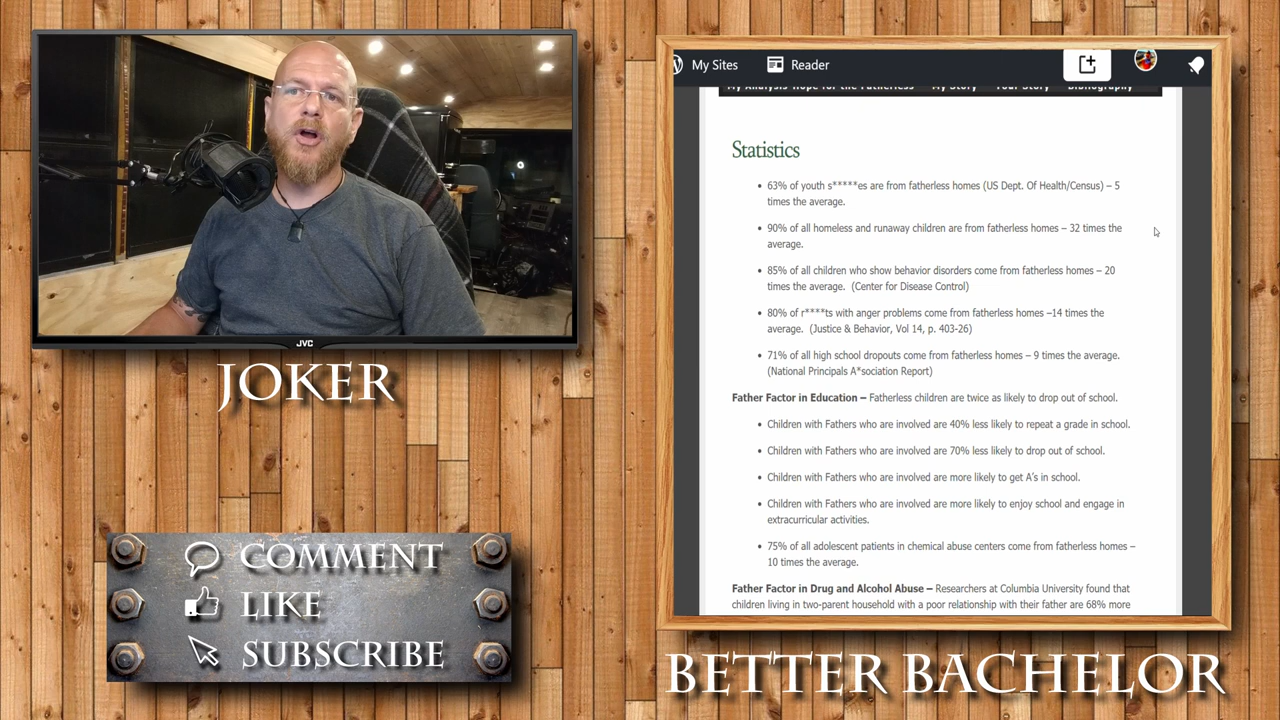 JVC
JOKER
COMMENT
LIKE
SUBSCRIBE
My Sites
Reader
My Analysis Hope for the Fatherless My Story Your Story Bibliography
Statistics
• 63% of youth s*****es are from fatherless homes (US Dept. Of Health/Census) – 5
times the average.
• 90% of all homeless and runaway children are from fatherless homes – 32 times the
average.
• 85% of all children who show behavior disorders come from fatherless homes – 20
times the average. (Center for Disease Control)
• 80% of r****ts with anger problems come from fatherless homes –14 times the
average. (Justice & Behavior, Vol 14, p. 403-26)
• 71% of all high school dropouts come from fatherless homes – 9 times the average.
(National Principals A*sociation Report)
Father Factor in Education – Fatherless children are twice as likely to drop out of school.
• Children with Fathers who are involved are 40% less likely to repeat a grade in school.
• Children with Fathers who are involved are 70% less likely to drop out of school.
• Children with Fathers who are involved are more likely to get A's in school.
• Children with Fathers who are involved are more likely to enjoy school and engage in
extracurricular activities.
• 75% of all adolescent patients in chemical abuse centers come from fatherless homes –
10 times the average.
Father Factor in Drug and Alcohol Abuse – Researchers at Columbia University found that
children living in two-parent household with a poor relationship with their father are 68% more
BETTER BACHELOR